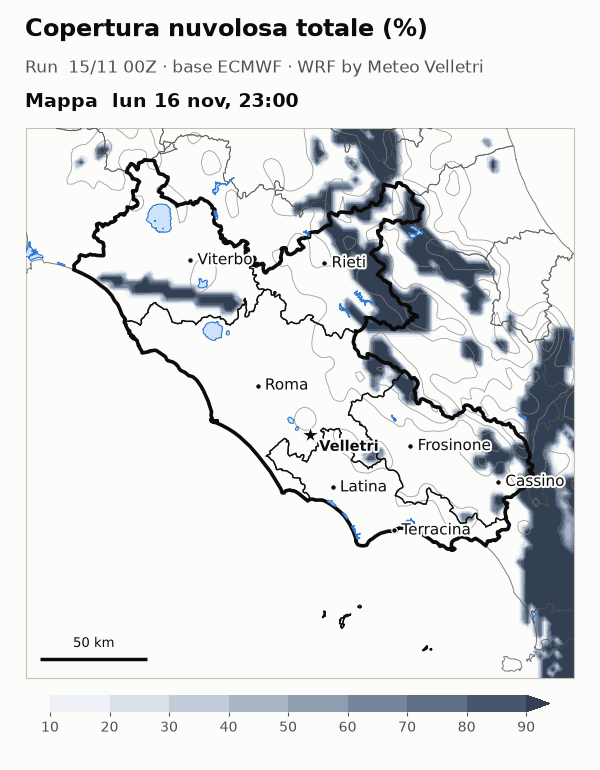 Copertura nuvolosa totale (%)
Run  15/11 00Z · base ECMWF · WRF by Meteo Velletri
Mappa  lun 16 nov, 23:00
Viterbo
Rieti
Roma
Velletri
Frosinone
Cassino
Latina
Terracina
50 km
10 20 30 40 50 60 70 80 90